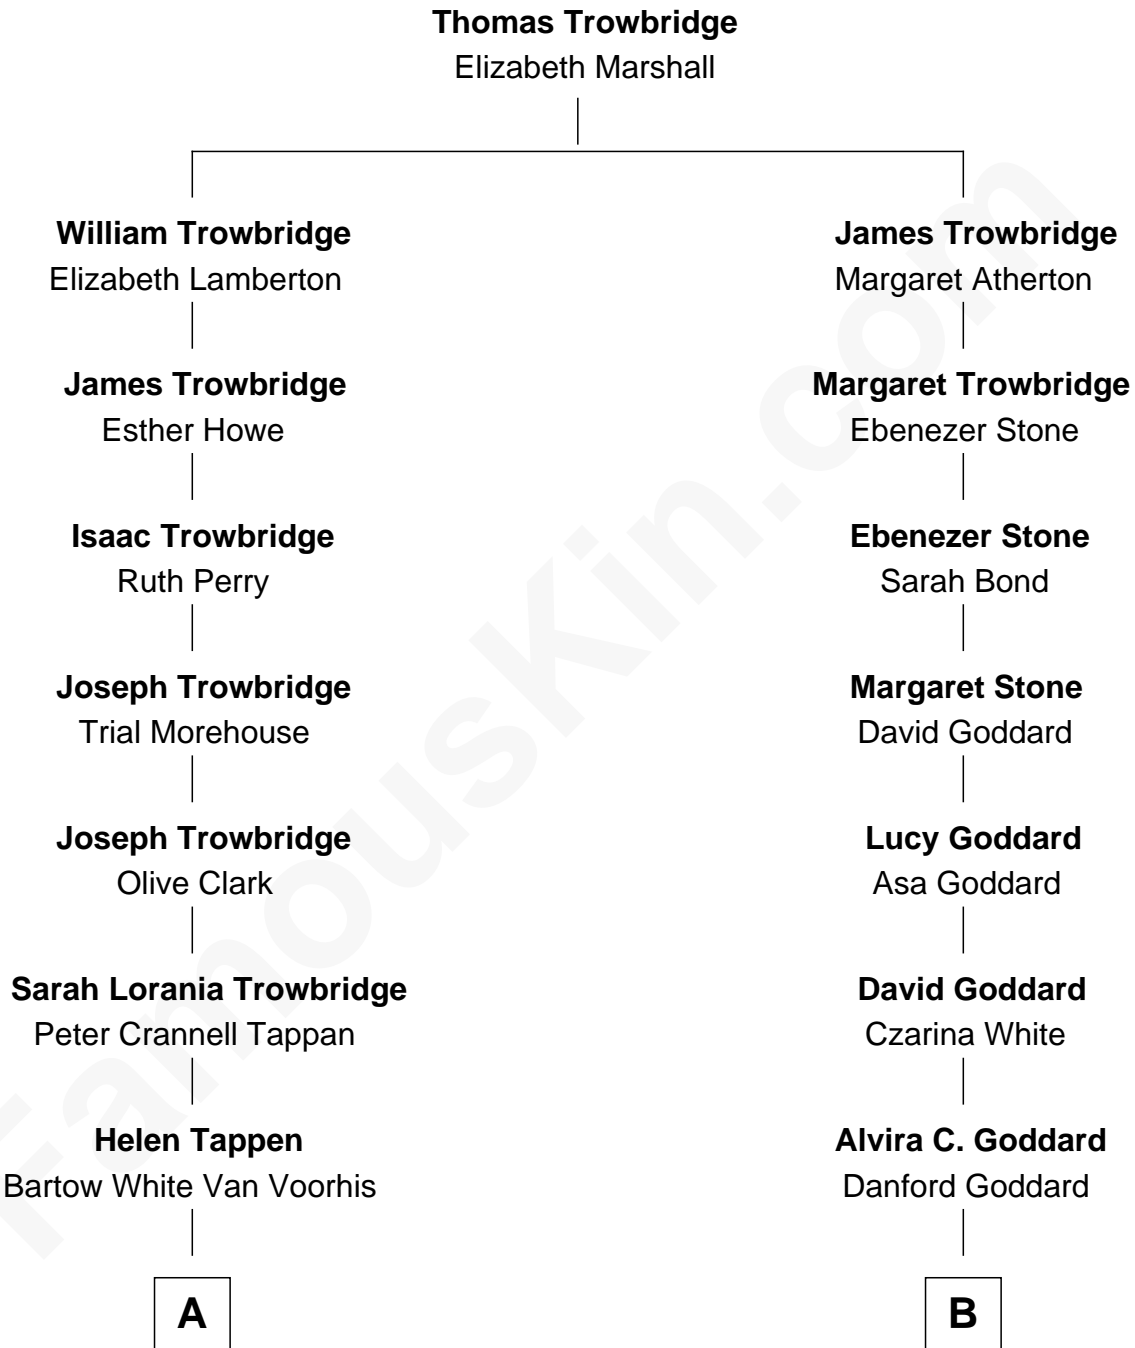 Thomas Trowbridge
Elizabeth Marshall
William Trowbridge
Elizabeth Lamberton
James Trowbridge
Esther Howe
Isaac Trowbridge
Ruth Perry
Joseph Trowbridge
Trial Morehouse
Joseph Trowbridge
Olive Clark
Sarah Lorania Trowbridge
Peter Crannell Tappan
Helen Tappen
Bartow White Van Voorhis
A
James Trowbridge
Margaret Atherton
Margaret Trowbridge
Ebenezer Stone
Ebenezer Stone
Sarah Bond
Margaret Stone
David Goddard
Lucy Goddard
Asa Goddard
David Goddard
Czarina White
Alvira C. Goddard
Danford Goddard
B
FamousKin.com